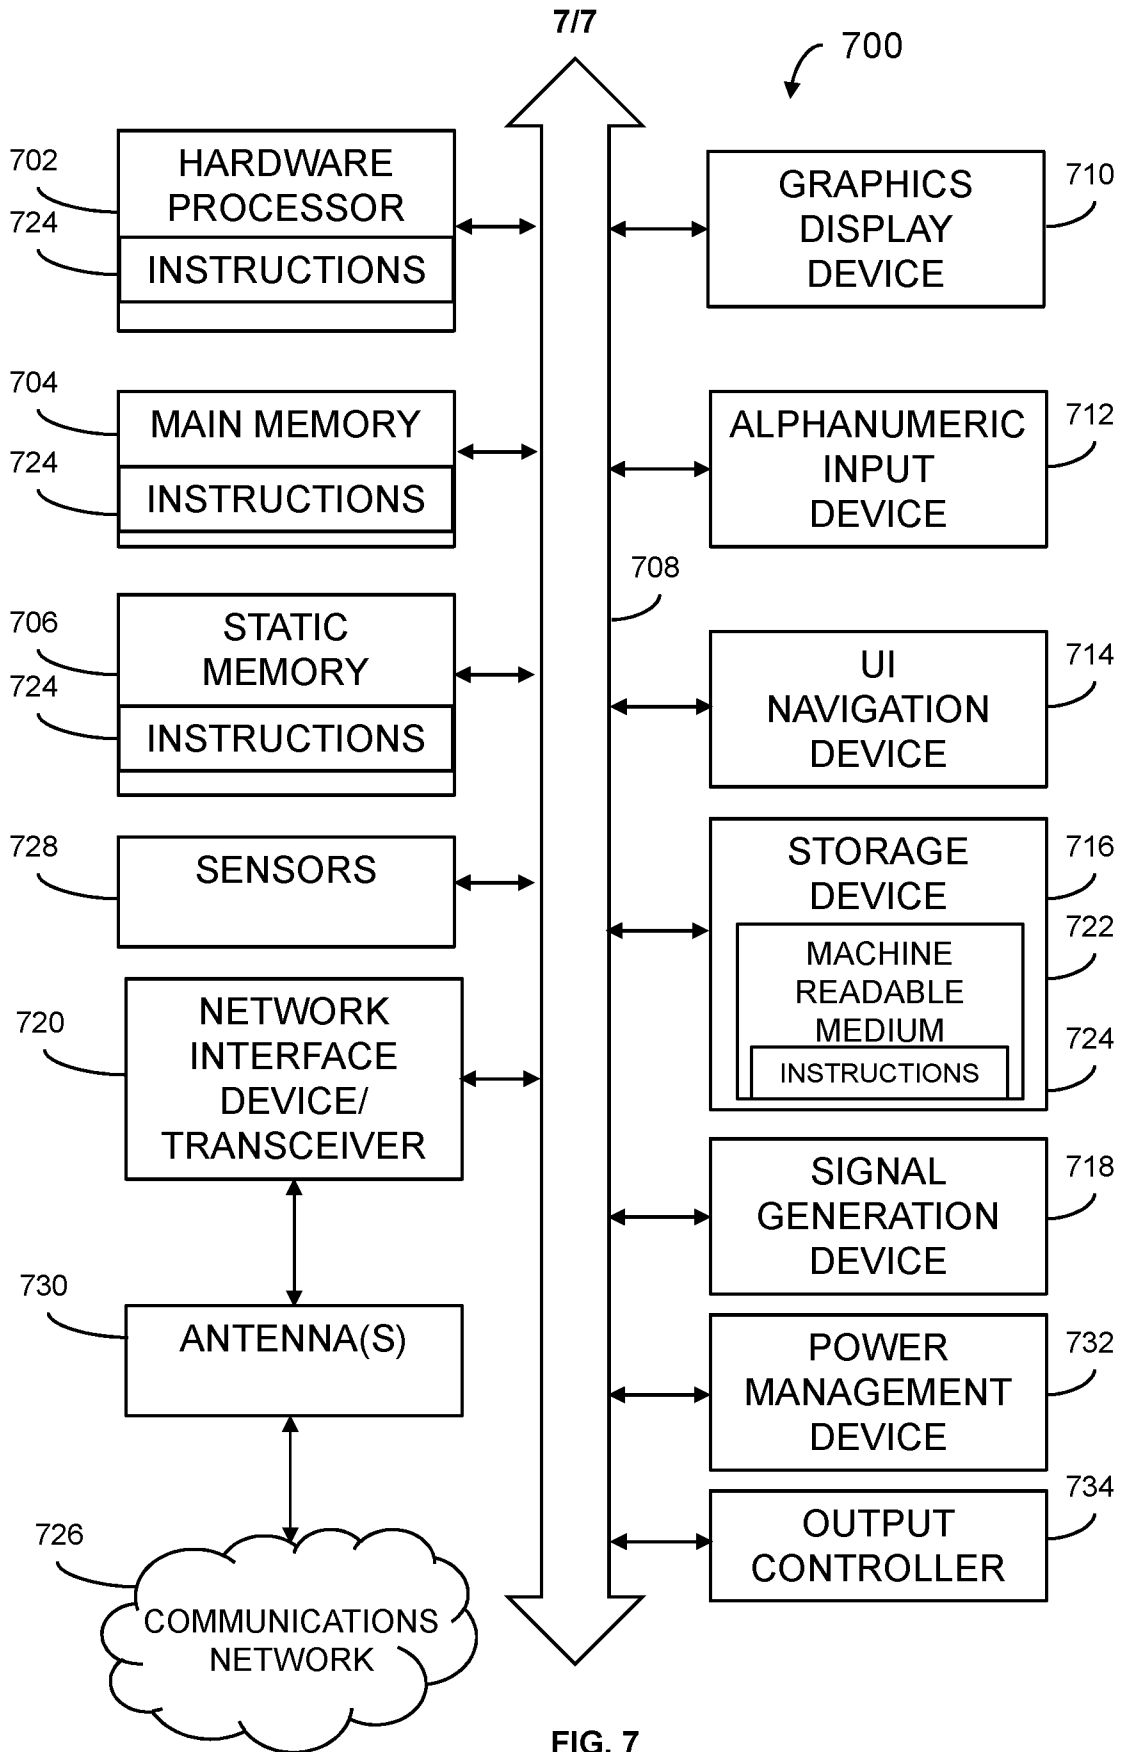 7/7
700
702
HARDWARE
PROCESSOR
724
INSTRUCTIONS
704
MAIN MEMORY
724
INSTRUCTIONS
706
STATIC
MEMORY
724
INSTRUCTIONS
728
SENSORS
720
NETWORK
INTERFACE
DEVICE/
TRANSCEIVER
730
ANTENNA(S)
726
COMMUNICATIONS
NETWORK
708
GRAPHICS
DISPLAY
DEVICE
710
ALPHANUMERIC
INPUT
DEVICE
712
UI
NAVIGATION
DEVICE
714
STORAGE
DEVICE
716
MACHINE
READABLE
MEDIUM
722
INSTRUCTIONS
724
SIGNAL
GENERATION
DEVICE
718
POWER
MANAGEMENT
DEVICE
732
OUTPUT
CONTROLLER
734
FIG. 7